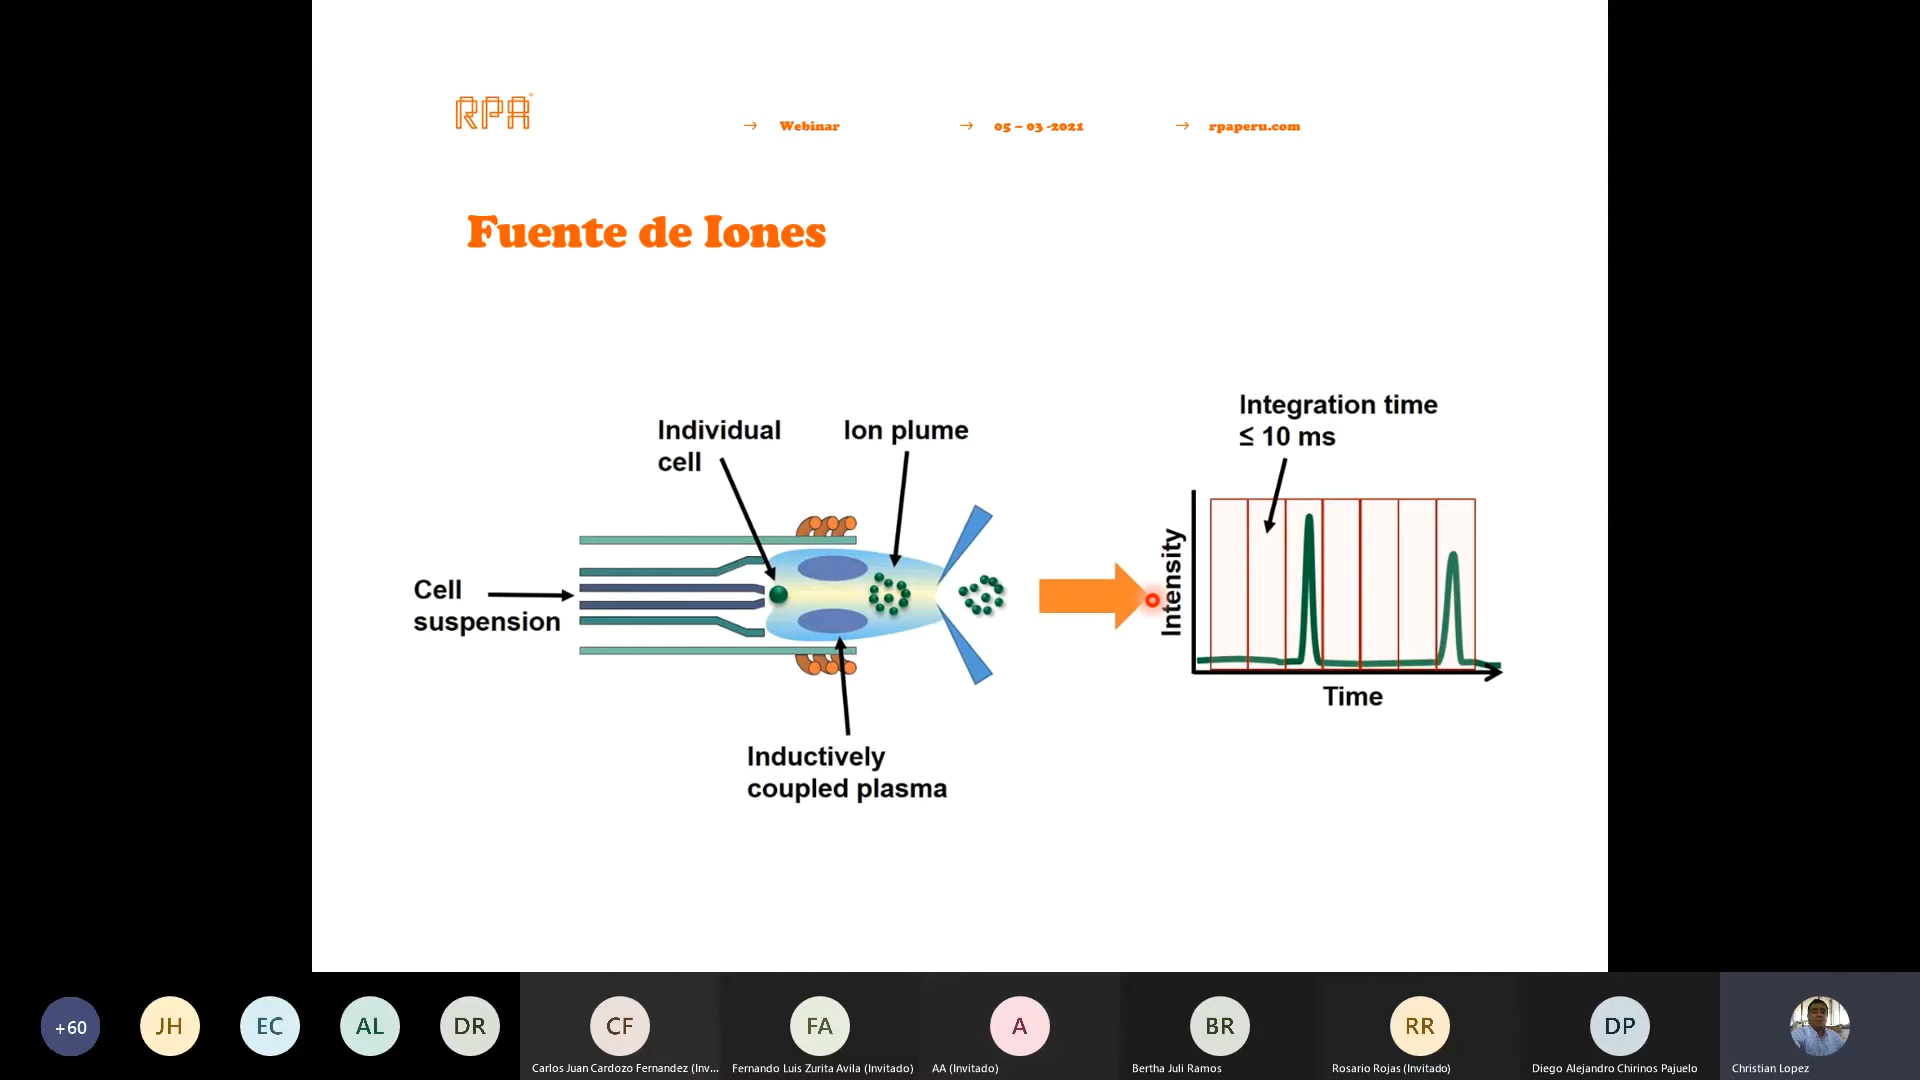 RPA
→ Webinar → 05 – 03 -2021 → rpaperu.com
Fuente de Iones
Individual
cell
Ion plume
Integration time
≤ 10 ms
Cell
suspension
Intensity
Time
Inductively
coupled plasma
+60
JH
EC
AL
DR
CF
FA
A
BR
RR
DP
Carlos Juan Cardozo Fernandez (Inv...
Fernando Luis Zurita Avila (Invitado)
AA (Invitado)
Bertha Juli Ramos
Rosario Rojas (Invitado)
Diego Alejandro Chirinos Pajuelo
Christian Lopez